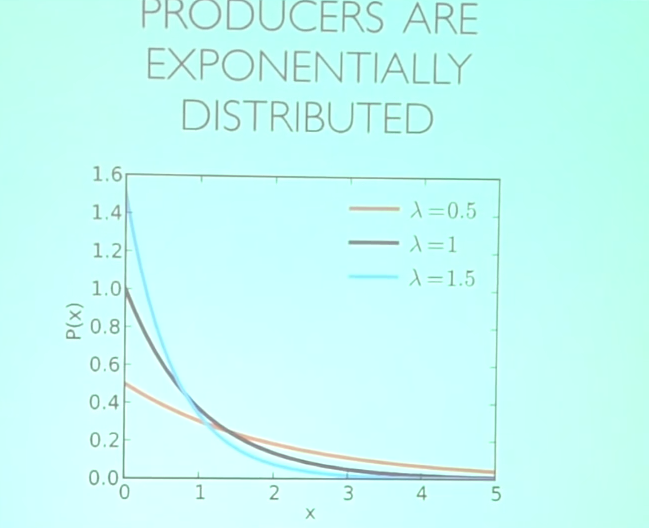 PRODUCERS ARE
EXPONENTIALLY
DISTRIBUTED
1.6
1.4
1.2
1.0
0.8
0.6
0.4
0.2
0.0
P(x)
λ=0.5
λ=1
λ=1.5
0 1 2 3 4 5
x